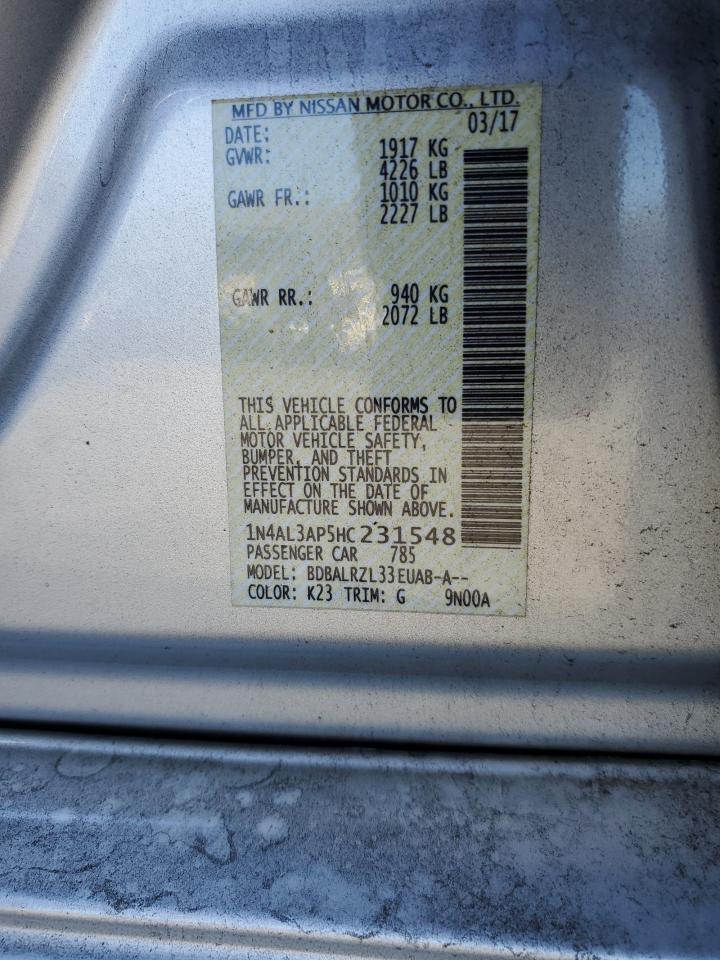 MFD BY NISSAN MOTOR CO., LTD.
DATE: 03/17
GVWR: 1917 KG
4226 LB
GAWR FR.: 1010 KG
2227 LB
GAWR RR.: 940 KG
2072 LB
THIS VEHICLE CONFORMS TO
ALL APPLICABLE FEDERAL
MOTOR VEHICLE SAFETY,
BUMPER, AND THEFT
PREVENTION STANDARDS IN
EFFECT ON THE DATE OF
MANUFACTURE SHOWN ABOVE.
1N4AL3AP5HC231548
PASSENGER CAR 785
MODEL: BDBALRZL33EUAB-A--
COLOR: K23 TRIM: G 9N00A